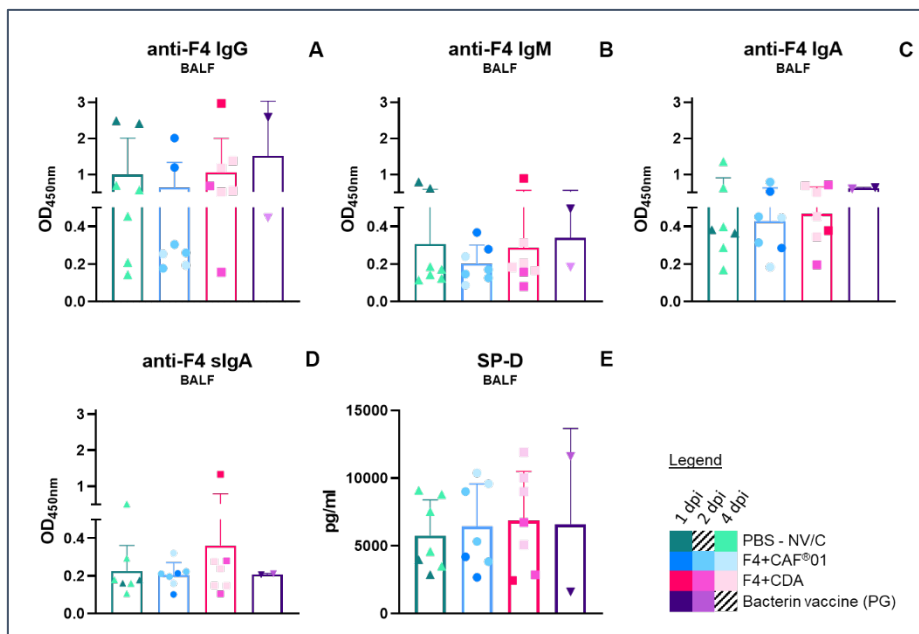 anti-F4 IgG
BALF
A
3
2
1
0.4
0.2
0.0
OD450nm
anti-F4 IgM
BALF
B
3
2
1
0.4
0.2
0.0
OD450nm
anti-F4 IgA
BALF
C
3
2
1
0.4
0.2
0.0
OD450nm
anti-F4 sIgA
BALF
D
3
2
1
0.4
0.2
0.0
OD450nm
SP-D
BALF
E
15000
10000
5000
0
pg/ml
Legend
1 dpi
2 dpi
4 dpi
PBS - NV/C
F4+CAF®01
F4+CDA
Bacterin vaccine (PG)